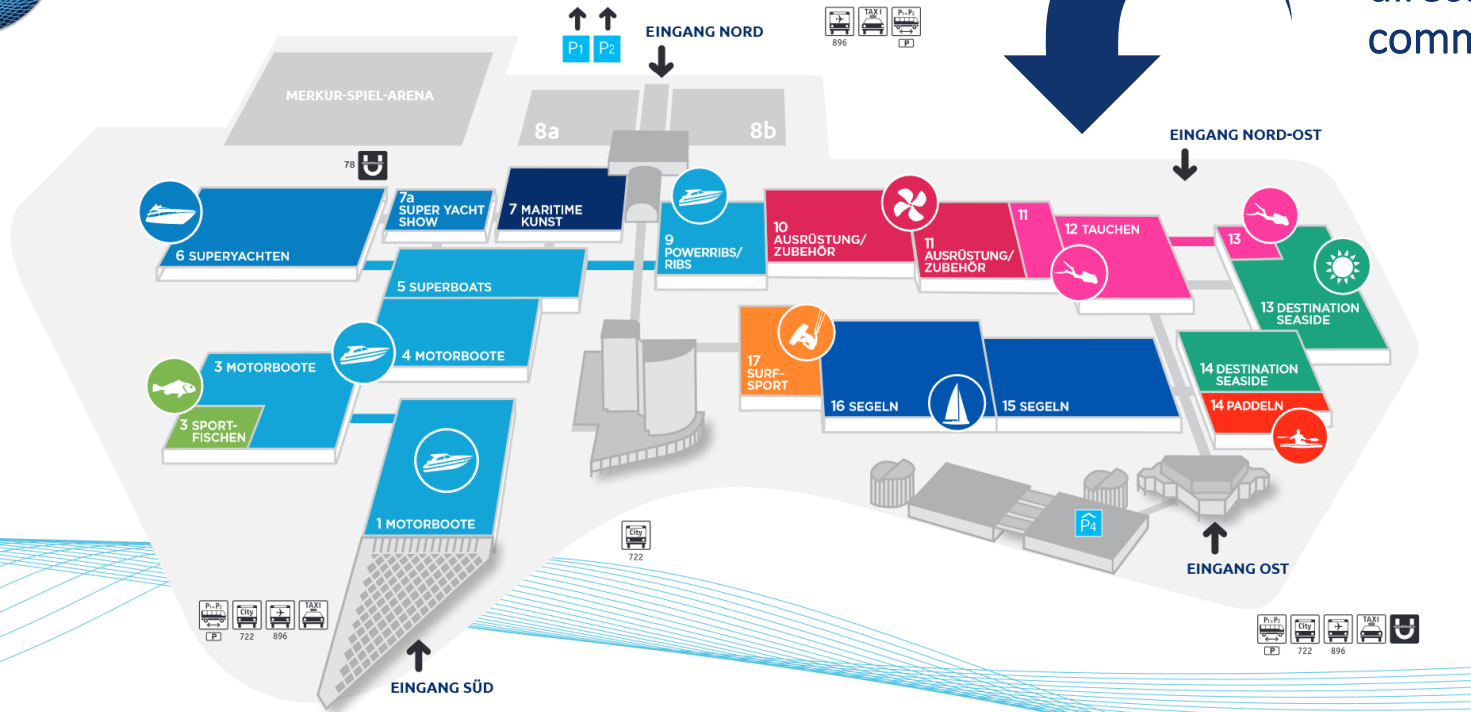 comm
P1 P2
EINGANG NORD
TAXI
P1+P2
896
P
MERKUR-SPIEL-ARENA
8a
8b
EINGANG NORD-OST
78
U
7a
SUPER YACHT
SHOW
7 MARITIME
KUNST
6 SUPERYACHTEN
5 SUPERBOATS
4 MOTORBOOTE
3 MOTORBOOTE
3 SPORT-
FISCHEN
1 MOTORBOOTE
9
POWERRIBS/
RIBS
10
AUSRÜSTUNG/
ZUBEHÖR
11
AUSRÜSTUNG/
ZUBEHÖR
11
12 TAUCHEN
13
13 DESTINATION
SEASIDE
14 DESTINATION
SEASIDE
14 PADDELN
17
SURF-
SPORT
16 SEGELN
15 SEGELN
P4
EINGANG OST
City
722
P1+P2
City
TAXI
P
722
896
EINGANG SÜD
P1+P2
City
TAXI
U
P
722
896